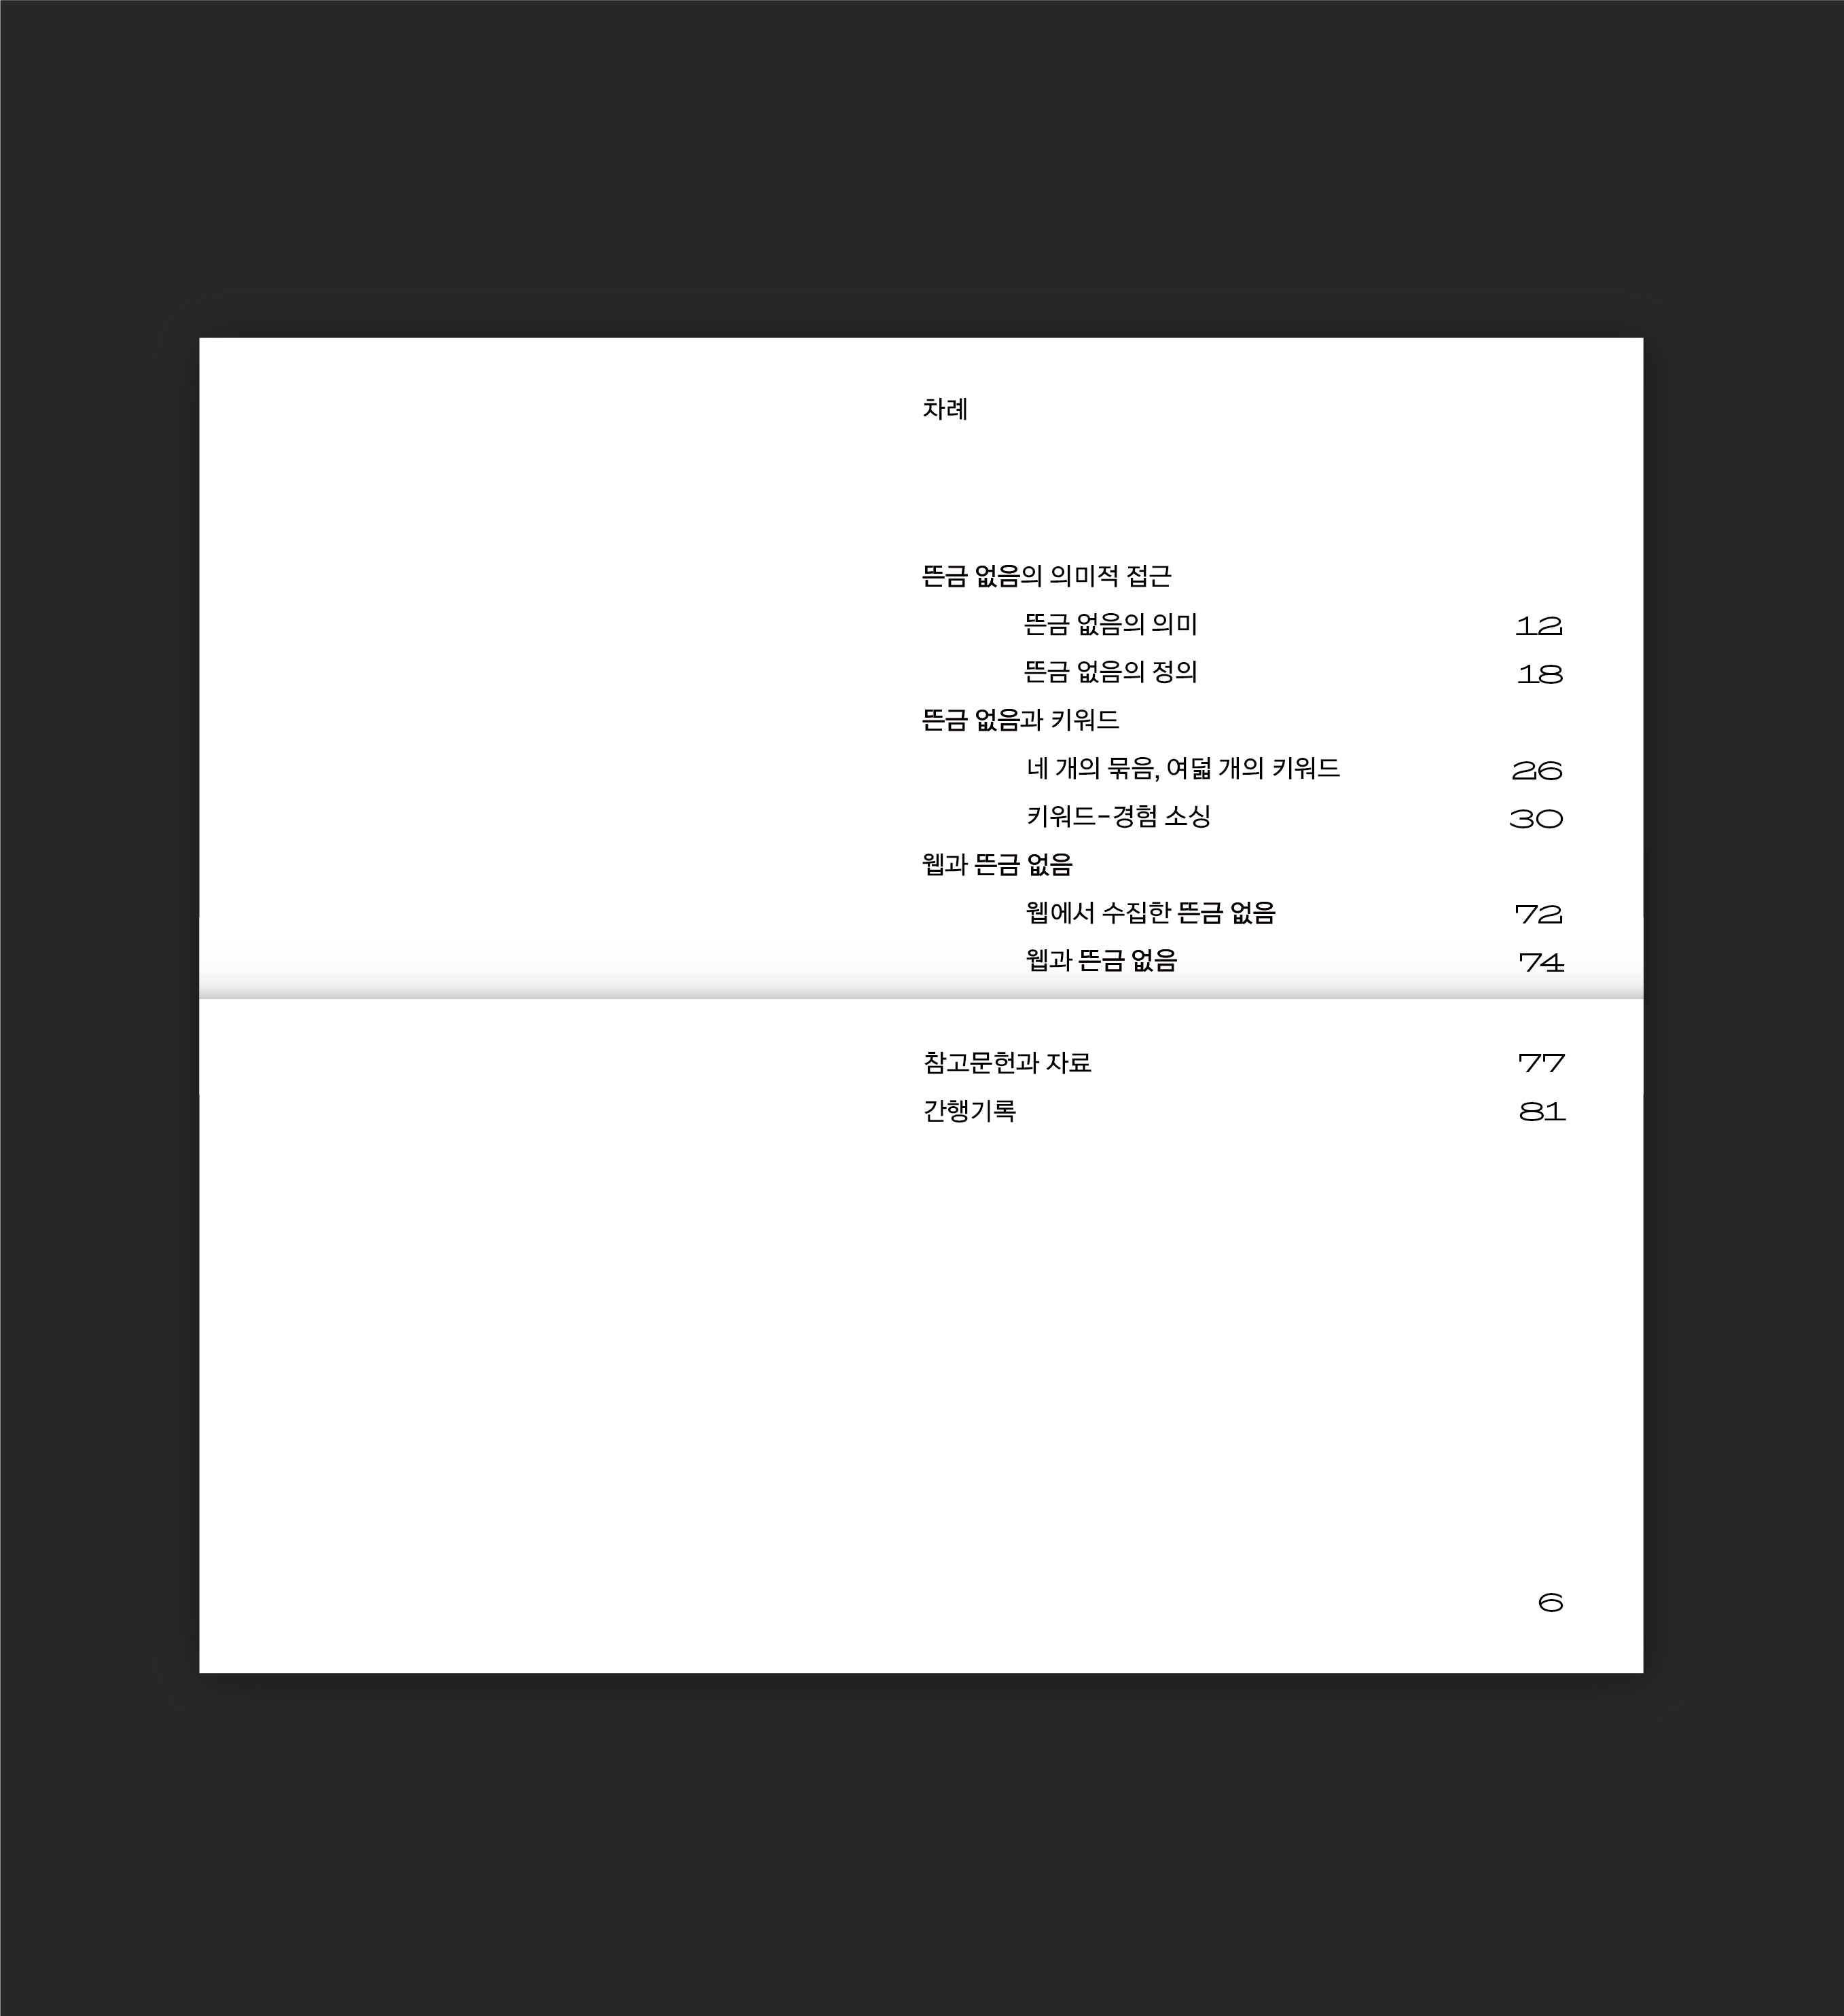 차례
뜬금 없음의 의미적 접근
뜬금 없음의 의미 12
뜬금 없음의 정의 18
뜬금 없음과 키워드
네 개의 묶음, 여덟 개의 키워드 26
키워드-경험 소싱 30
웹과 뜬금 없음
웹에서 수집한 뜬금 없음 72
웹과 뜬금 없음 74
참고문헌과 자료 77
간행기록 81
6